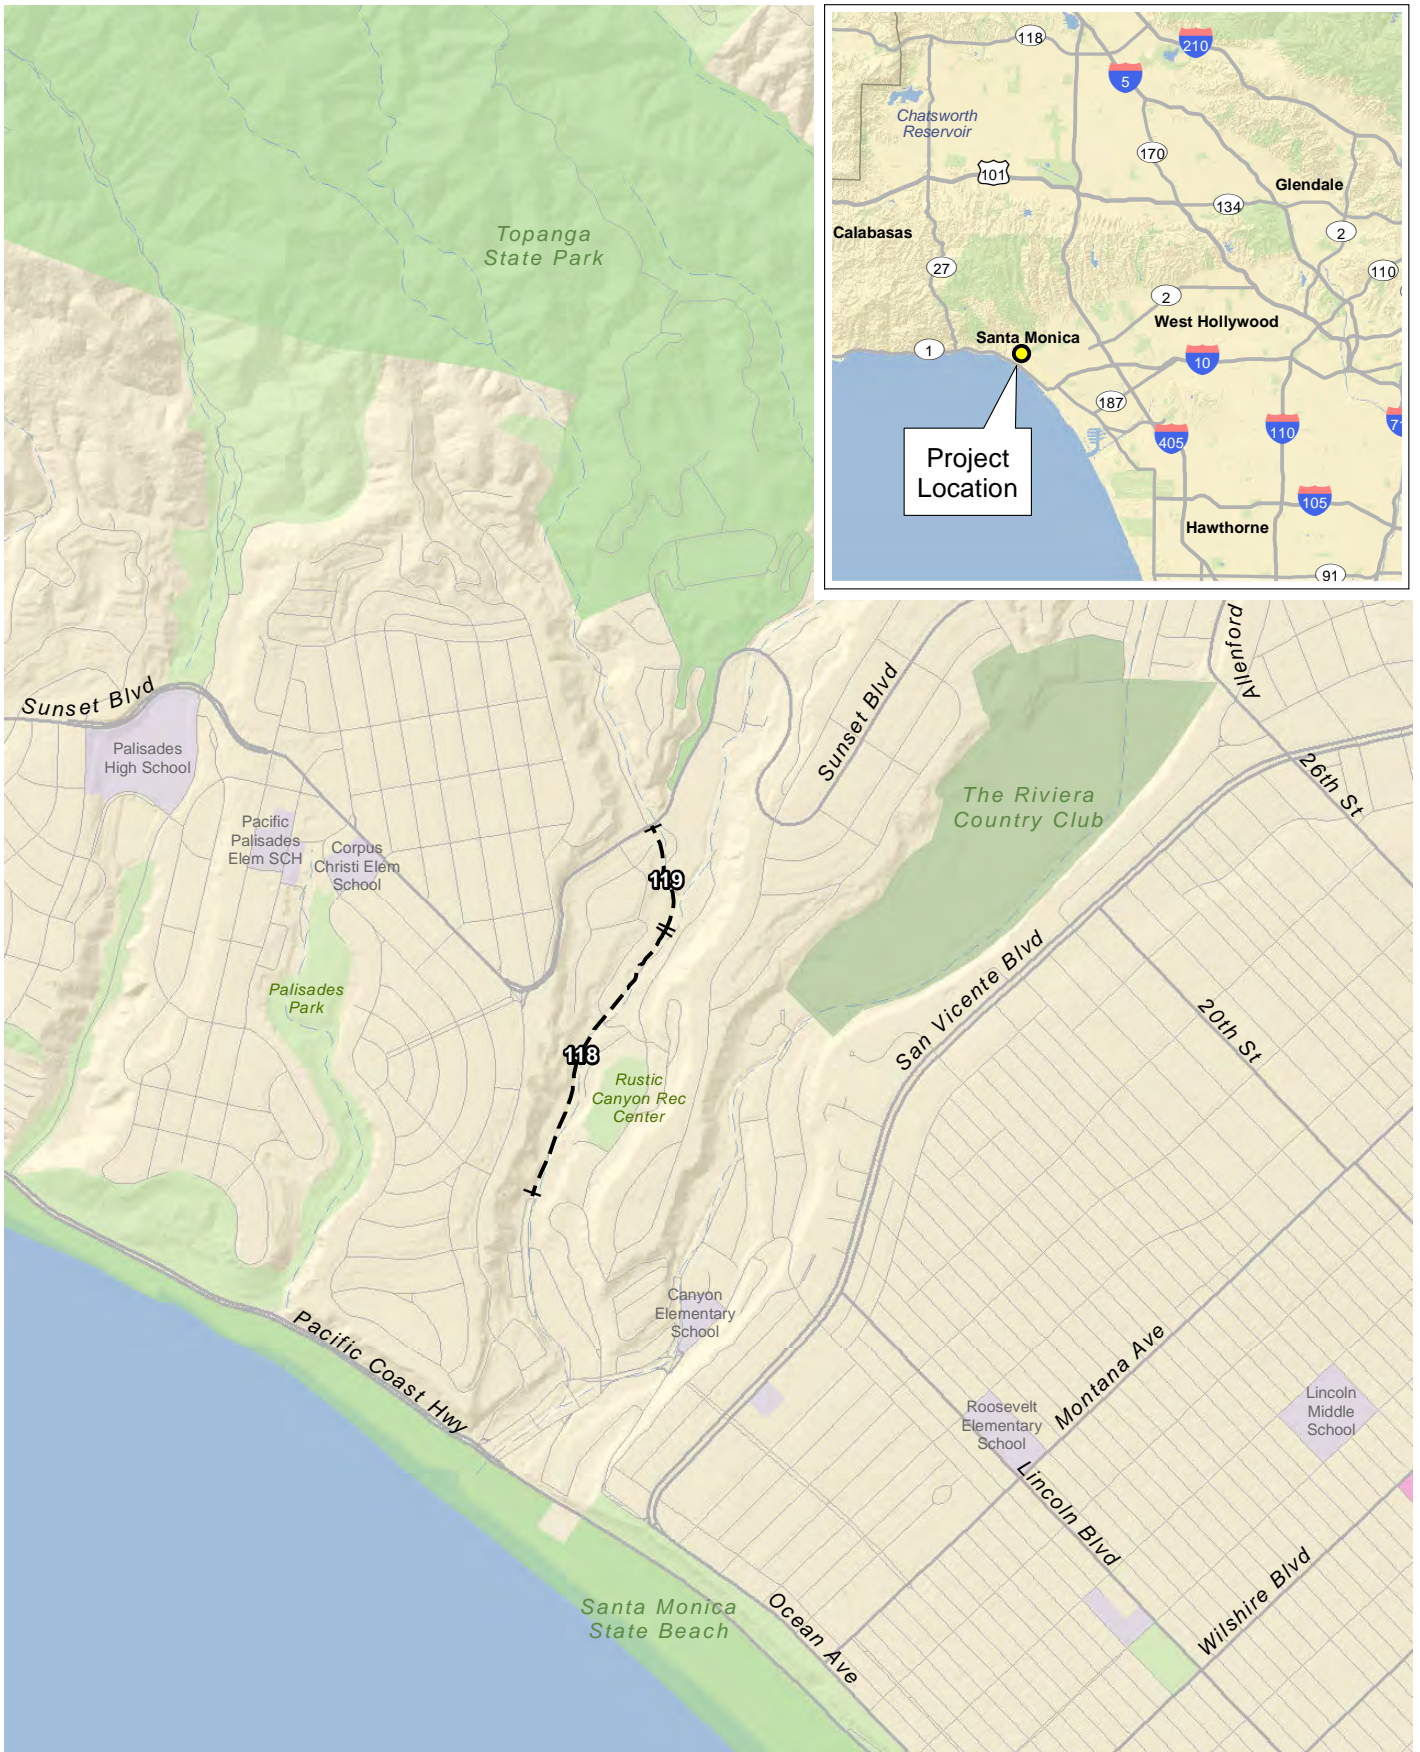 Topanga
State Park
118
210
5
Chatsworth
Reservoir
170
101
Glendale
134
Calabasas
2
27
110
2
West Hollywood
Santa Monica
1
10
187
405
110
Project
Location
105
Hawthorne
91
Allenford
Sunset Blvd
Sunset Blvd
Palisades
High School
26th St
The Riviera
Country Club
Pacific
Palisades
Elem SCH
Corpus
Christi Elem
School
119
San Vicente Blvd
Palisades
Park
20th St
118
Rustic
Canyon Rec
Center
Canyon
Elementary
School
Pacific Coast Hwy
Montana Ave
Roosevelt
Elementary
School
Lincoln
Middle
School
Lincoln Blvd
Wilshire Blvd
Santa Monica
State Beach
Ocean Ave